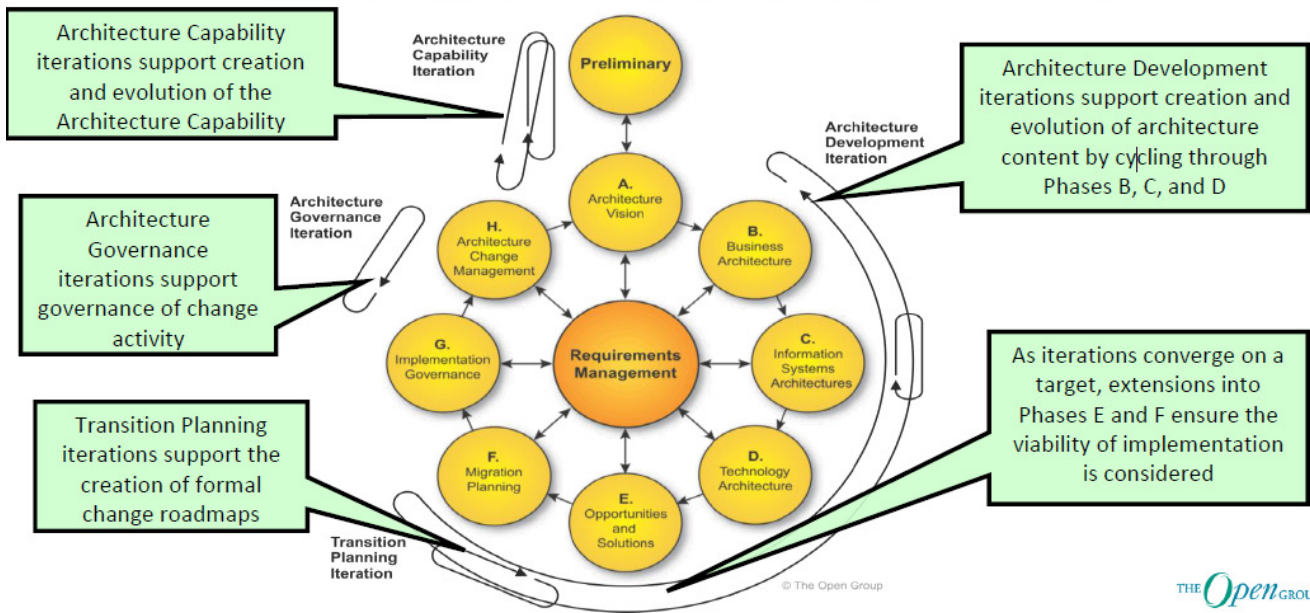 Architecture Capability
iterations support creation
and evolution of the
Architecture Capability
Architecture
Capability
Iteration
Preliminary
Architecture Development
iterations support creation and
evolution of architecture
content by cycling through
Phases B, C, and D
Architecture
Development
Iteration
A.
Architecture
Vision
Architecture
Governance
Iteration
Architecture
Governance
iterations support
governance of change
activity
H.
Architecture
Change
Management
B.
Business
Architecture
G.
Implementation
Governance
Requirements
Management
C.
Information
Systems
Architectures
As iterations converge on a
target, extensions into
Phases E and F ensure the
viability of implementation
is considered
Transition Planning
iterations support the
creation of formal
change roadmaps
F.
Migration
Planning
D.
Technology
Architecture
E.
Opportunities
and
Solutions
Transition
Planning
Iteration
© The Open Group
THE Open GROU